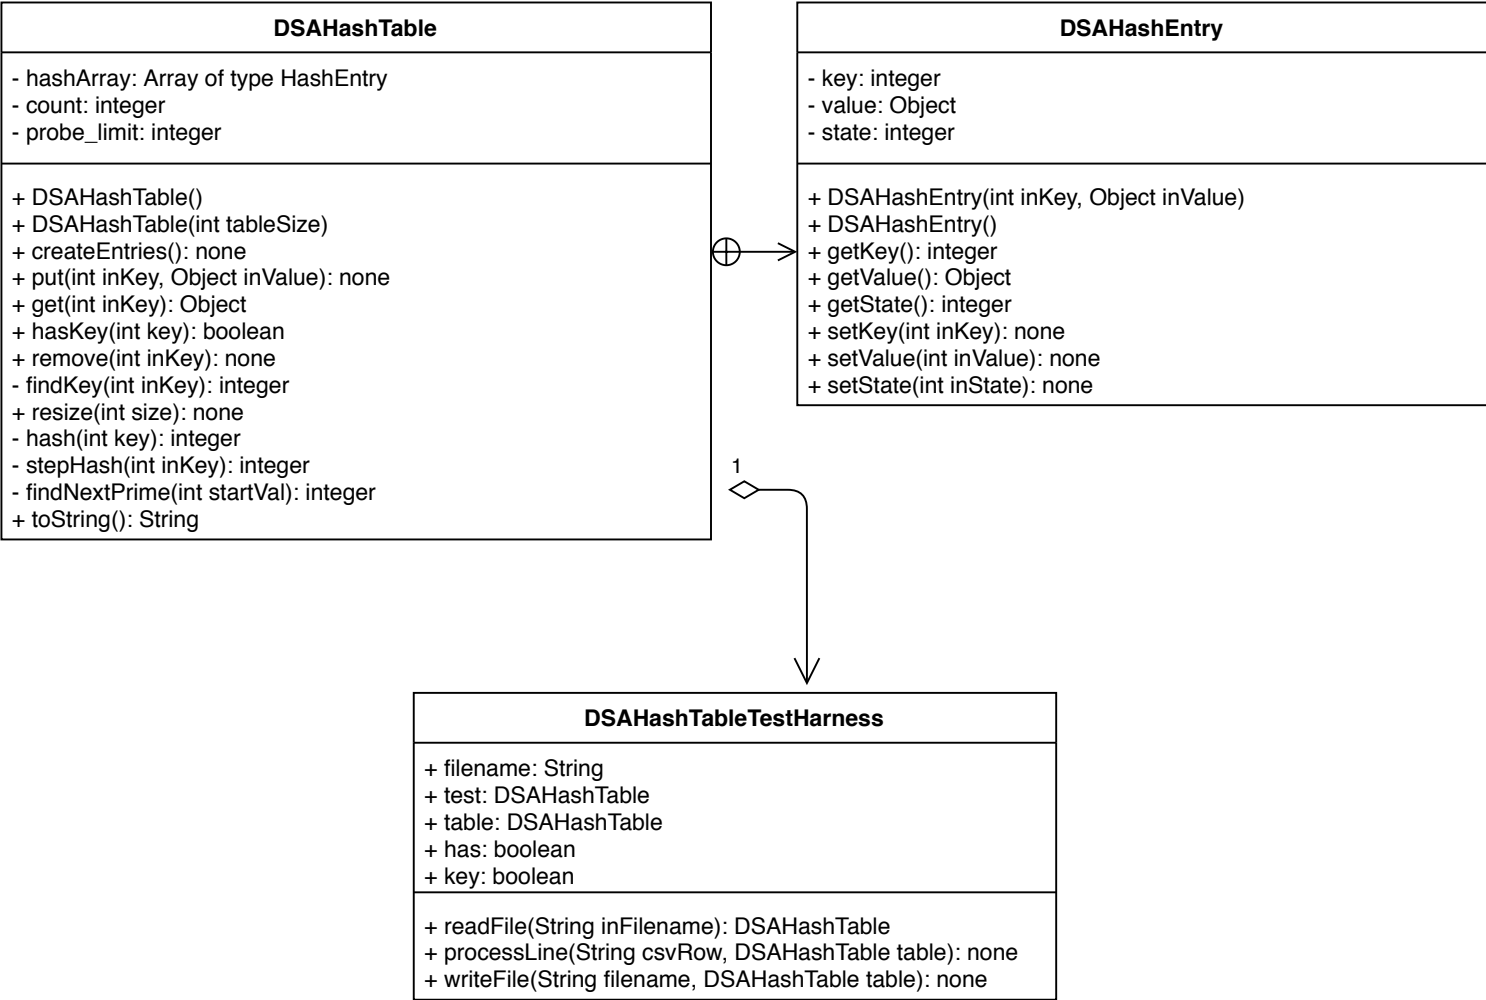 DSAHashTable
- hashArray: Array of type HashEntry
- count: integer
- probe_limit: integer
+ DSAHashTable()
+ DSAHashTable(int tableSize)
+ createEntries(): none
+ put(int inKey, Object inValue): none
+ get(int inKey): Object
+ hasKey(int key): boolean
+ remove(int inKey): none
- findKey(int inKey): integer
+ resize(int size): none
- hash(int key): integer
- stepHash(int inKey): integer
- findNextPrime(int startVal): integer
+ toString(): String
DSAHashEntry
- key: integer
- value: Object
- state: integer
+ DSAHashEntry(int inKey, Object inValue)
+ DSAHashEntry()
+ getKey(): integer
+ getValue(): Object
+ getState(): integer
+ setKey(int inKey): none
+ setValue(int inValue): none
+ setState(int inState): none
1
DSAHashTableTestHarness
+ filename: String
+ test: DSAHashTable
+ table: DSAHashTable
+ has: boolean
+ key: boolean
+ readFile(String inFilename): DSAHashTable
+ processLine(String csvRow, DSAHashTable table): none
+ writeFile(String filename, DSAHashTable table): none